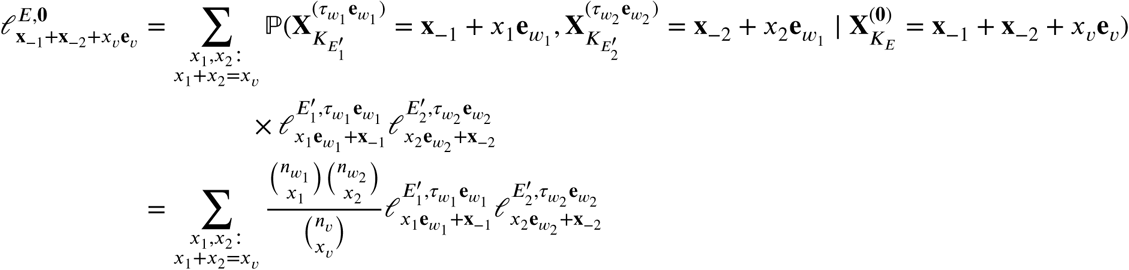 $\ell^{E,\mathbf{0}}_{\mathbf{x}_{-1}+\mathbf{x}_{-2}+x_v\mathbf{e}_v} = \sum_{\substack{x_1,x_2:\\ x_1+x_2=x_v}} \mathbb{P}(\mathbf{X}^{(\tau_{w_1}\mathbf{e}_{w_1})}_{K_{E'_1}} = \mathbf{x}_{-1} + x_1\mathbf{e}_{w_1}, \mathbf{X}^{(\tau_{w_2}\mathbf{e}_{w_2})}_{K_{E'_2}} = \mathbf{x}_{-2} + x_2\mathbf{e}_{w_1} \mid \mathbf{X}^{(\mathbf{0})}_{K_E} = \mathbf{x}_{-1} + \mathbf{x}_{-2} + x_v\mathbf{e}_v)$
$\times\, \ell^{E'_1,\tau_{w_1}\mathbf{e}_{w_1}}_{x_1\mathbf{e}_{w_1}+\mathbf{x}_{-1}} \ell^{E'_2,\tau_{w_2}\mathbf{e}_{w_2}}_{x_2\mathbf{e}_{w_2}+\mathbf{x}_{-2}}$
$= \sum_{\substack{x_1,x_2:\\ x_1+x_2=x_v}} \frac{\binom{n_{w_1}}{x_1}\binom{n_{w_2}}{x_2}}{\binom{n_v}{x_v}} \ell^{E'_1,\tau_{w_1}\mathbf{e}_{w_1}}_{x_1\mathbf{e}_{w_1}+\mathbf{x}_{-1}} \ell^{E'_2,\tau_{w_2}\mathbf{e}_{w_2}}_{x_2\mathbf{e}_{w_2}+\mathbf{x}_{-2}}$